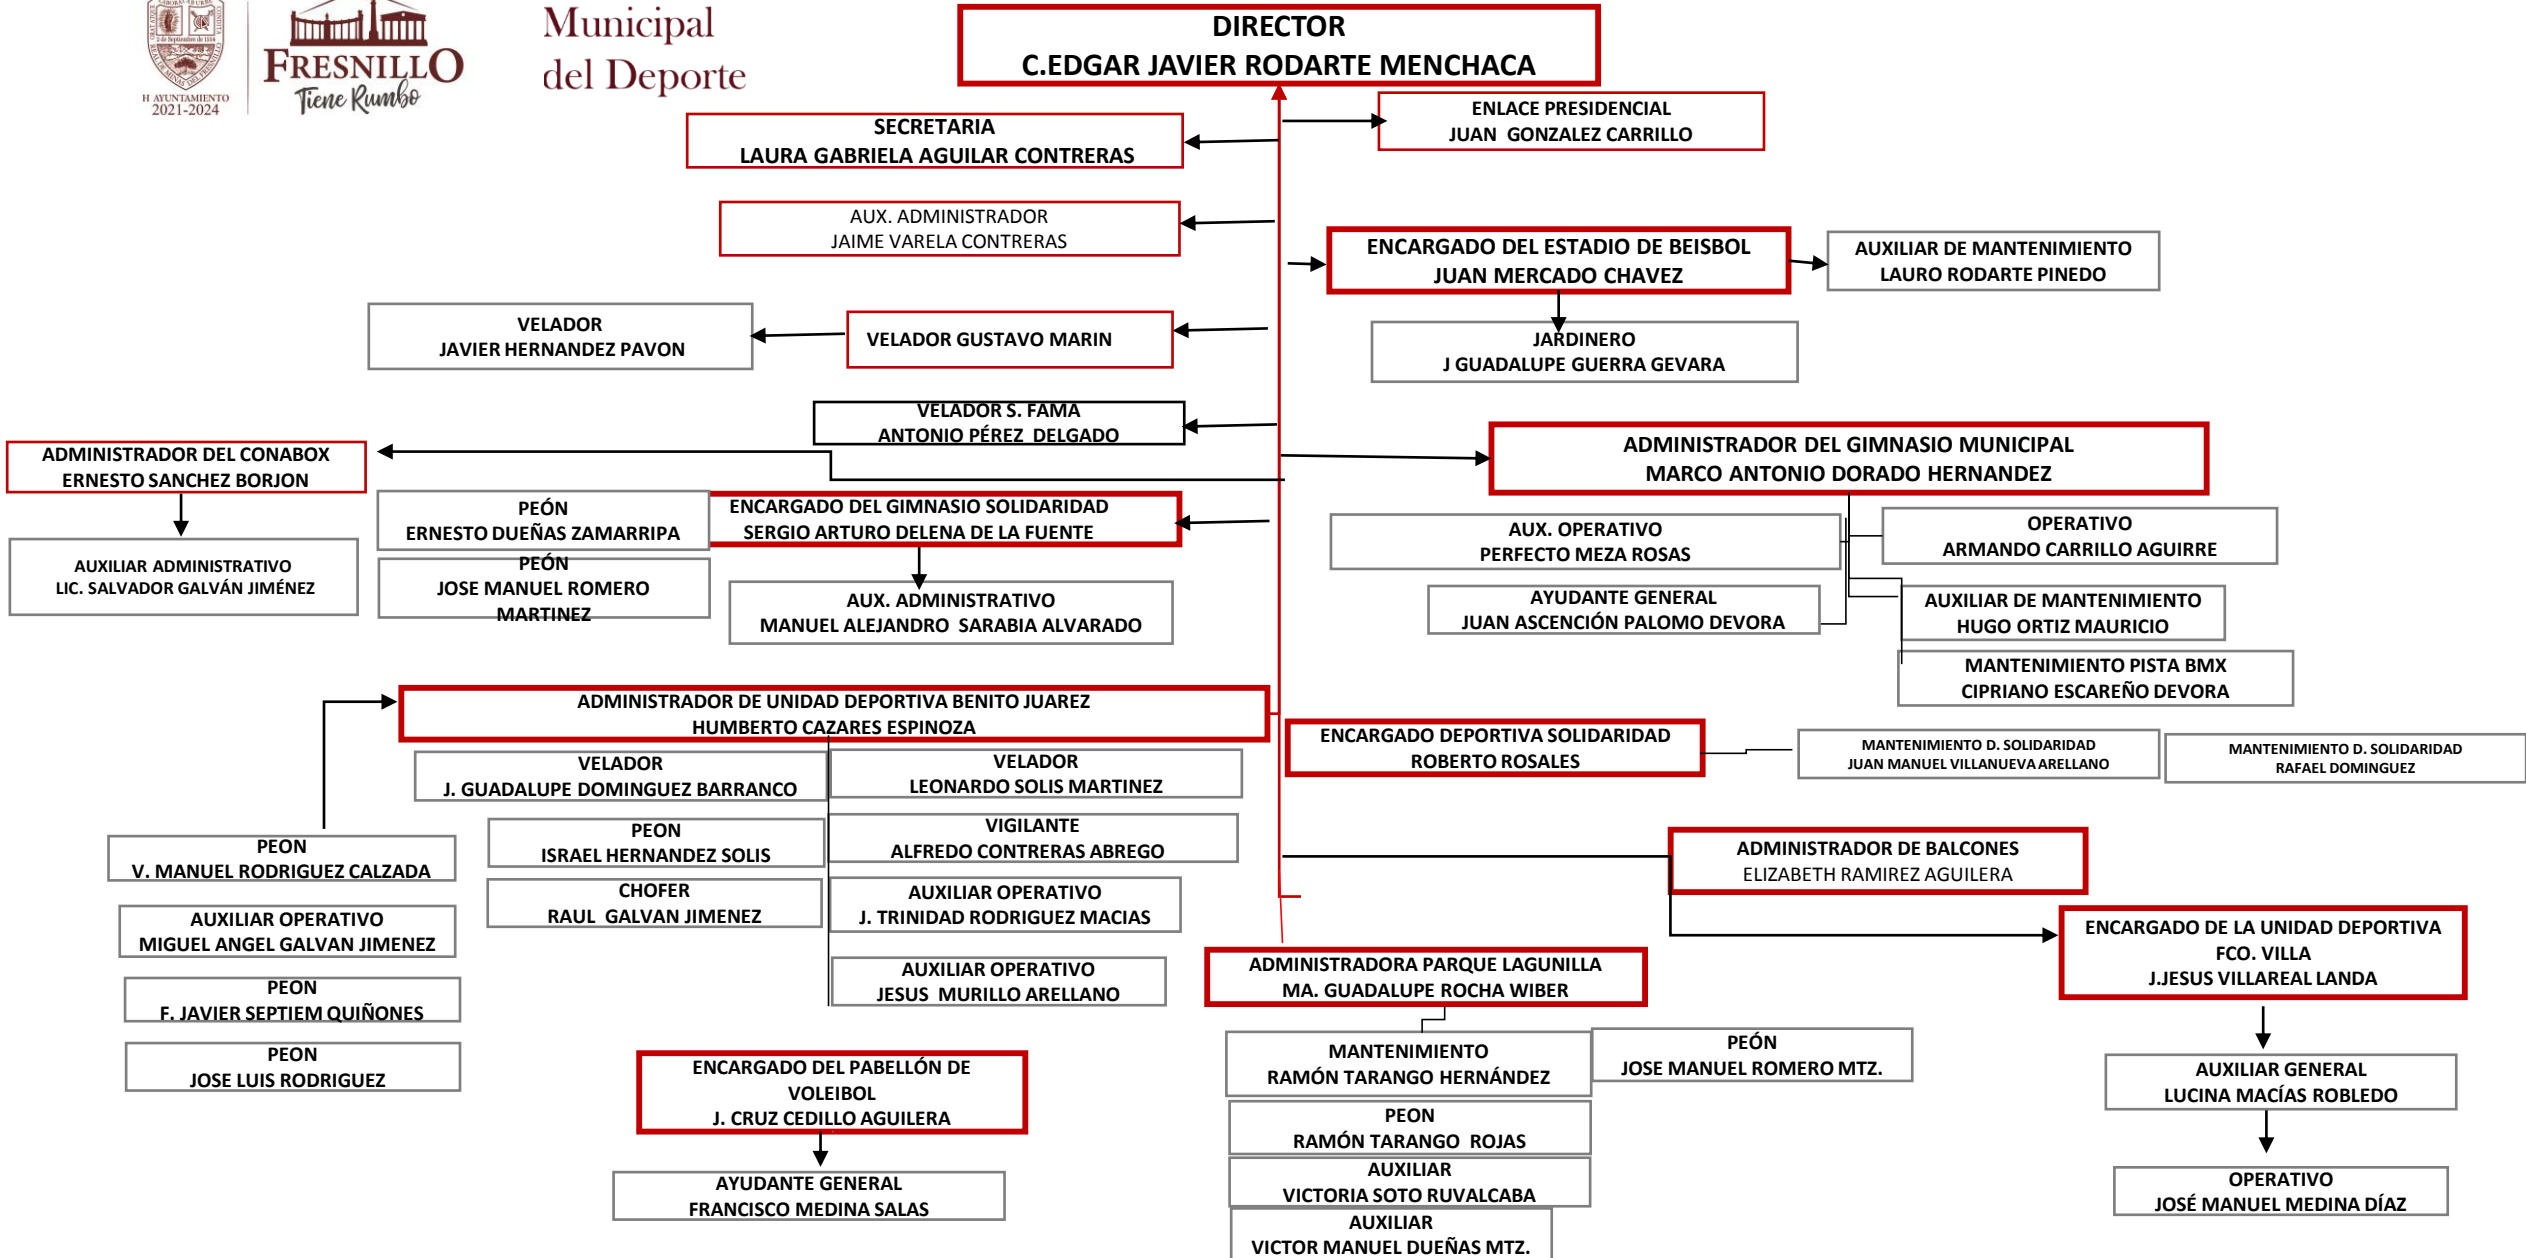 H AYUNTAMIENTO
2021-2024
FRESNILLO
Tiene Rumbo
Municipal
del Deporte
DIRECTOR
C.EDGAR JAVIER RODARTE MENCHACA
ENLACE PRESIDENCIAL
JUAN GONZALEZ CARRILLO
SECRETARIA
LAURA GABRIELA AGUILAR CONTRERAS
AUX. ADMINISTRADOR
JAIME VARELA CONTRERAS
ENCARGADO DEL ESTADIO DE BEISBOL
JUAN MERCADO CHAVEZ
AUXILIAR DE MANTENIMIENTO
LAURO RODARTE PINEDO
VELADOR
JAVIER HERNANDEZ PAVON
VELADOR GUSTAVO MARIN
JARDINERO
J GUADALUPE GUERRA GEVARA
VELADOR S. FAMA
ANTONIO PÉREZ DELGADO
ADMINISTRADOR DEL CONABOX
ERNESTO SANCHEZ BORJON
ADMINISTRADOR DEL GIMNASIO MUNICIPAL
MARCO ANTONIO DORADO HERNANDEZ
PEÓN
ERNESTO DUEÑAS ZAMARRIPA
ENCARGADO DEL GIMNASIO SOLIDARIDAD
SERGIO ARTURO DELENA DE LA FUENTE
AUX. OPERATIVO
PERFECTO MEZA ROSAS
OPERATIVO
ARMANDO CARRILLO AGUIRRE
AUXILIAR ADMINISTRATIVO
LIC. SALVADOR GALVÁN JIMÉNEZ
PEÓN
JOSE MANUEL ROMERO
MARTINEZ
AUX. ADMINISTRATIVO
MANUEL ALEJANDRO SARABIA ALVARADO
AYUDANTE GENERAL
JUAN ASCENCIÓN PALOMO DEVORA
AUXILIAR DE MANTENIMIENTO
HUGO ORTIZ MAURICIO
MANTENIMIENTO PISTA BMX
CIPRIANO ESCAREÑO DEVORA
ADMINISTRADOR DE UNIDAD DEPORTIVA BENITO JUAREZ
HUMBERTO CAZARES ESPINOZA
ENCARGADO DEPORTIVA SOLIDARIDAD
ROBERTO ROSALES
MANTENIMIENTO D. SOLIDARIDAD
JUAN MANUEL VILLANUEVA ARELLANO
MANTENIMIENTO D. SOLIDARIDAD
RAFAEL DOMINGUEZ
VELADOR
J. GUADALUPE DOMINGUEZ BARRANCO
VELADOR
LEONARDO SOLIS MARTINEZ
PEON
V. MANUEL RODRIGUEZ CALZADA
PEON
ISRAEL HERNANDEZ SOLIS
VIGILANTE
ALFREDO CONTRERAS ABREGO
ADMINISTRADOR DE BALCONES
ELIZABETH RAMIREZ AGUILERA
CHOFER
RAUL GALVAN JIMENEZ
AUXILIAR OPERATIVO
J. TRINIDAD RODRIGUEZ MACIAS
AUXILIAR OPERATIVO
MIGUEL ANGEL GALVAN JIMENEZ
ENCARGADO DE LA UNIDAD DEPORTIVA
FCO. VILLA
J.JESUS VILLAREAL LANDA
AUXILIAR OPERATIVO
JESUS MURILLO ARELLANO
ADMINISTRADORA PARQUE LAGUNILLA
MA. GUADALUPE ROCHA WIBER
PEON
F. JAVIER SEPTIEM QUIÑONES
PEON
JOSE LUIS RODRIGUEZ
ENCARGADO DEL PABELLÓN DE
VOLEIBOL
J. CRUZ CEDILLO AGUILERA
MANTENIMIENTO
RAMÓN TARANGO HERNÁNDEZ
PEÓN
JOSE MANUEL ROMERO MTZ.
AUXILIAR GENERAL
LUCINA MACÍAS ROBLEDO
PEON
RAMÓN TARANGO ROJAS
AYUDANTE GENERAL
FRANCISCO MEDINA SALAS
AUXILIAR
VICTORIA SOTO RUVALCABA
OPERATIVO
JOSÉ MANUEL MEDINA DÍAZ
AUXILIAR
VICTOR MANUEL DUEÑAS MTZ.